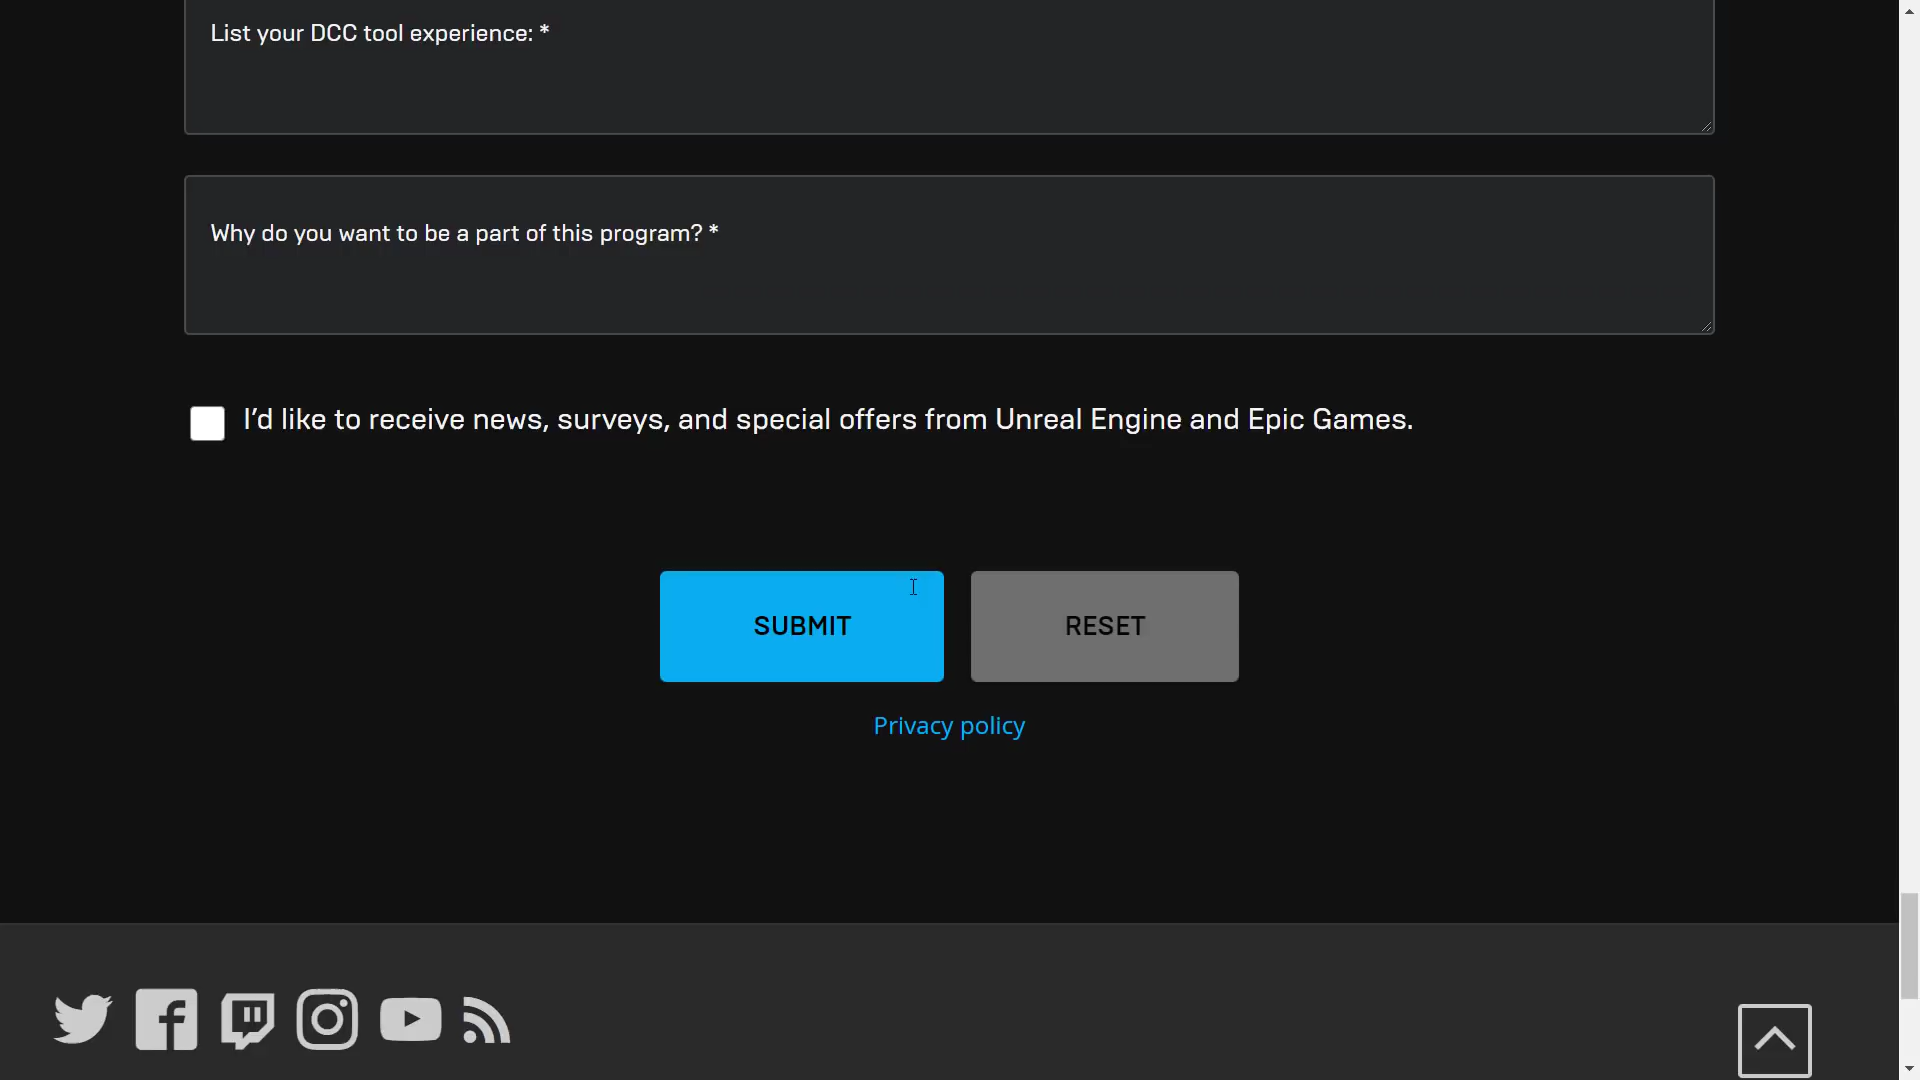 List your DCC tool experience: *
Why do you want to be a part of this program? *
I’d like to receive news, surveys, and special offers from Unreal Engine and Epic Games.
SUBMIT RESET
Privacy policy